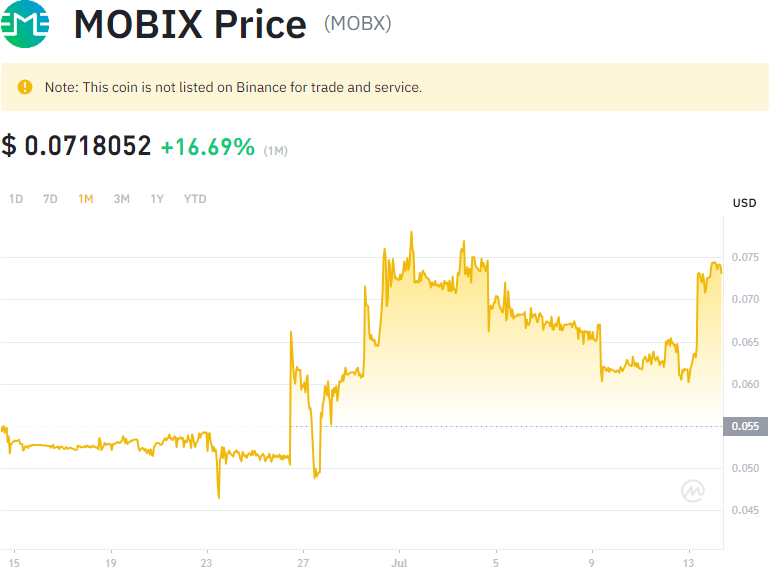 MOBIX Price (MOBX)
Note: This coin is not listed on Binance for trade and service.
$ 0.0718052 +16.69% (1M)
1D 7D 1M 3M 1Y YTD
USD
0.075
0.070
0.065
0.060
0.055
0.050
0.045
15 19 23 27 Jul 5 9 13